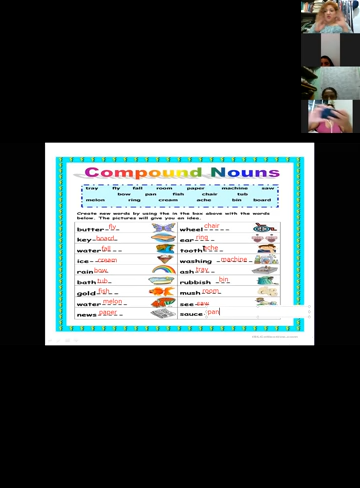 Compound Nouns
tray fly fall room paper machine saw
bow pan fish chair tub
melon ring cream ache bin board
Create new words by using the in the box above with the words
below. The pictures will give you an idea.
butter fly
wheel chair
key board
ear ring
water fall
tooth ache
ice cream
washing machine
rain bow
ash tray
bath tub
rubbish bin
gold fish
mush room
water melon
see saw
news paper
sauce pan